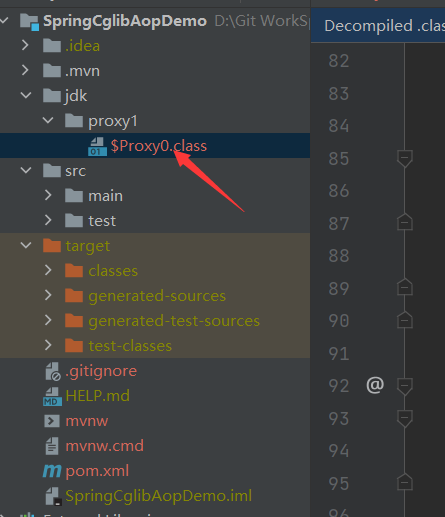 SpringCglibAopDemo D:\Git WorkSp
Decompiled .clas
.idea
.mvn
jdk
proxy1
$Proxy0.class
src
main
test
target
classes
generated-sources
generated-test-sources
test-classes
.gitignore
HELP.md
mvnw
mvnw.cmd
pom.xml
SpringCglibAopDemo.iml
82
83
84
85
86
87
88
89
90
91
92 @
93
94
95
96